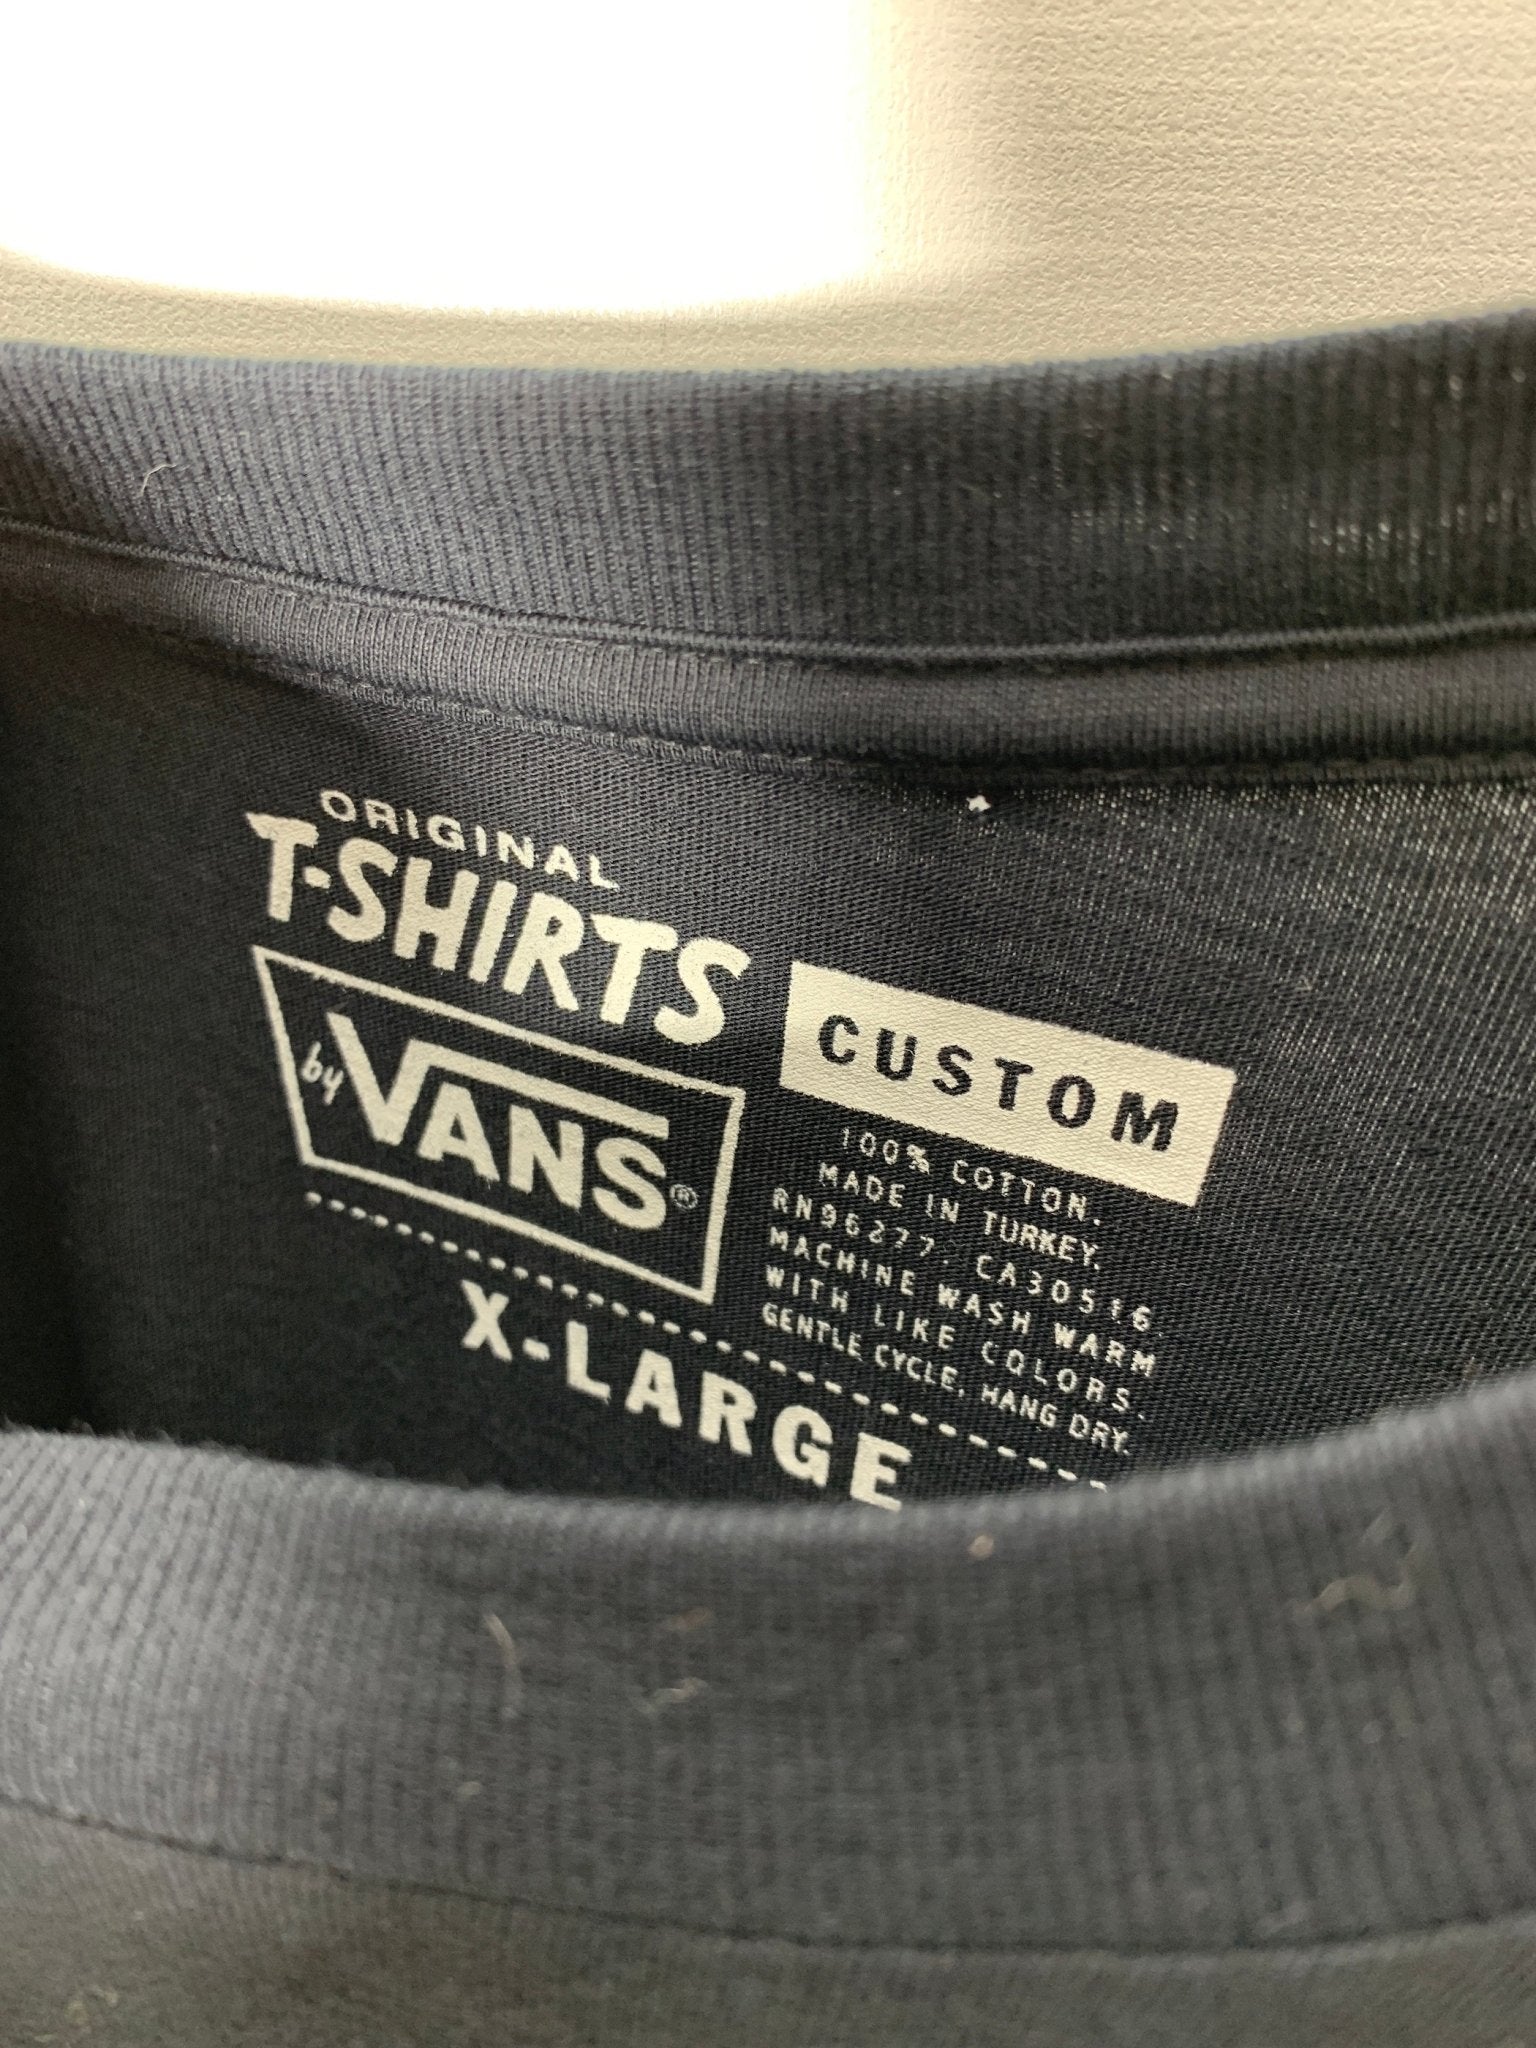 ORIGINAL
T-SHIRTS
by VANS®
X-LARGE
CUSTOM
100% COTTON.
MADE IN TURKEY.
RN96277. CA30516.
MACHINE WASH WARM
WITH LIKE COLORS.
GENTLE CYCLE, HANG DRY.